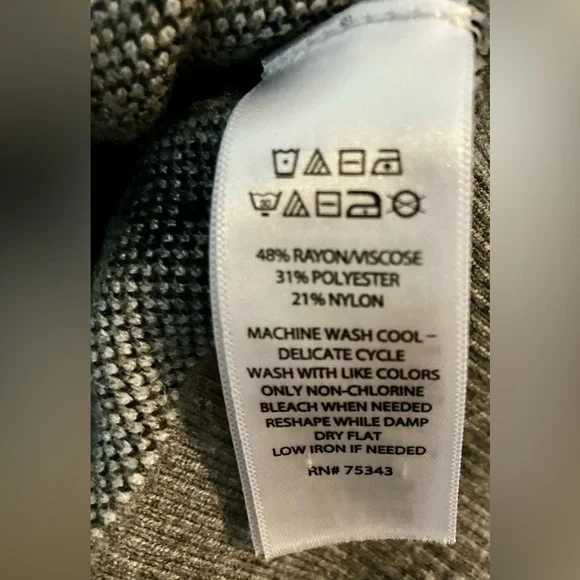 48% RAYON/VISCOSE
31% POLYESTER
21% NYLON
MACHINE WASH COOL –
DELICATE CYCLE
WASH WITH LIKE COLORS
ONLY NON-CHLORINE
BLEACH WHEN NEEDED
RESHAPE WHILE DAMP
DRY FLAT
LOW IRON IF NEEDED
RN# 75343